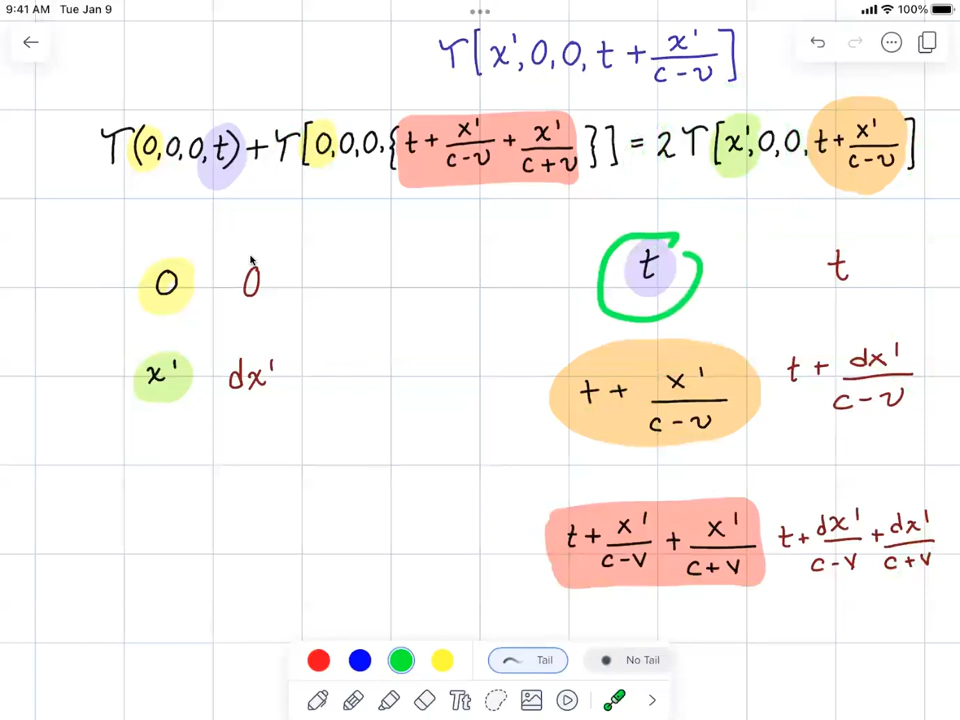 9:41 AM Tue Jan 9 100%
τ[x', 0, 0, t + x'/(c-v)]
τ(0, 0, 0, t) + τ[0, 0, 0, {t + x'/(c-v) + x'/(c+v)}] = 2τ[x', 0, 0, t + x'/(c-v)]
0 0 t t
x' dx' t + x'/(c-v) t + dx'/(c-v)
t + x'/(c-v) + x'/(c+v) t + dx'/(c-v) + dx'/(c+v)
Tail No Tail
Tt